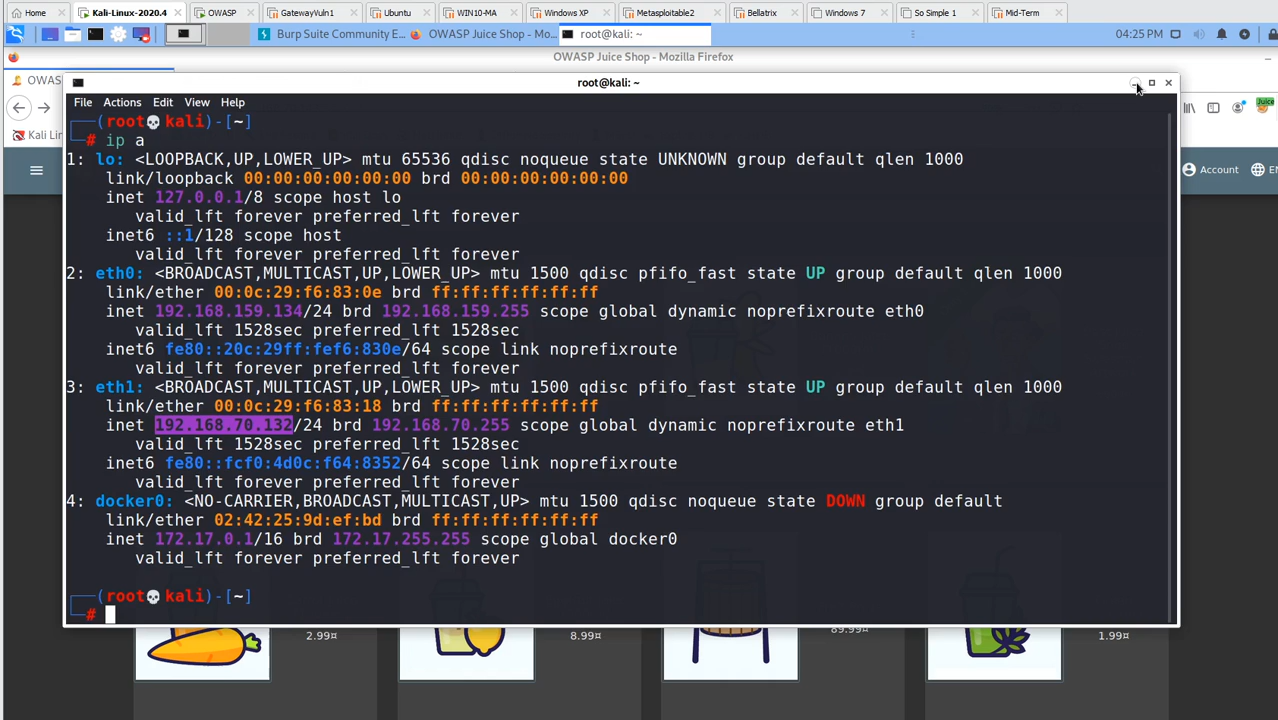 Home Kali-Linux-2020.4 OWASP GatewayVuln1 Ubuntu WIN10-MA Windows XP Metasploitable2 Bellatrix Windows 7 So Simple 1 Mid-Term
Burp Suite Community E... OWASP Juice Shop - Mo... root@kali: ~ 04:25 PM
OWASP Juice Shop - Mozilla Firefox
OWAS
root@kali: ~
File Actions Edit View Help
Kali Lin
Account EN
(root💀kali)-[~]
# ip a
1: lo: <LOOPBACK,UP,LOWER_UP> mtu 65536 qdisc noqueue state UNKNOWN group default qlen 1000
link/loopback 00:00:00:00:00:00 brd 00:00:00:00:00:00
inet 127.0.0.1/8 scope host lo
valid_lft forever preferred_lft forever
inet6 ::1/128 scope host
valid_lft forever preferred_lft forever
2: eth0: <BROADCAST,MULTICAST,UP,LOWER_UP> mtu 1500 qdisc pfifo_fast state UP group default qlen 1000
link/ether 00:0c:29:f6:83:0e brd ff:ff:ff:ff:ff:ff
inet 192.168.159.134/24 brd 192.168.159.255 scope global dynamic noprefixroute eth0
valid_lft 1528sec preferred_lft 1528sec
inet6 fe80::20c:29ff:fef6:830e/64 scope link noprefixroute
valid_lft forever preferred_lft forever
3: eth1: <BROADCAST,MULTICAST,UP,LOWER_UP> mtu 1500 qdisc pfifo_fast state UP group default qlen 1000
link/ether 00:0c:29:f6:83:18 brd ff:ff:ff:ff:ff:ff
inet 192.168.70.132/24 brd 192.168.70.255 scope global dynamic noprefixroute eth1
valid_lft 1528sec preferred_lft 1528sec
inet6 fe80::fcf0:4d0c:f64:8352/64 scope link noprefixroute
valid_lft forever preferred_lft forever
4: docker0: <NO-CARRIER,BROADCAST,MULTICAST,UP> mtu 1500 qdisc noqueue state DOWN group default
link/ether 02:42:25:9d:ef:bd brd ff:ff:ff:ff:ff:ff
inet 172.17.0.1/16 brd 172.17.255.255 scope global docker0
valid_lft forever preferred_lft forever
(root💀kali)-[~]
#
2.99¤ 8.99¤ 89.99¤ 1.99¤